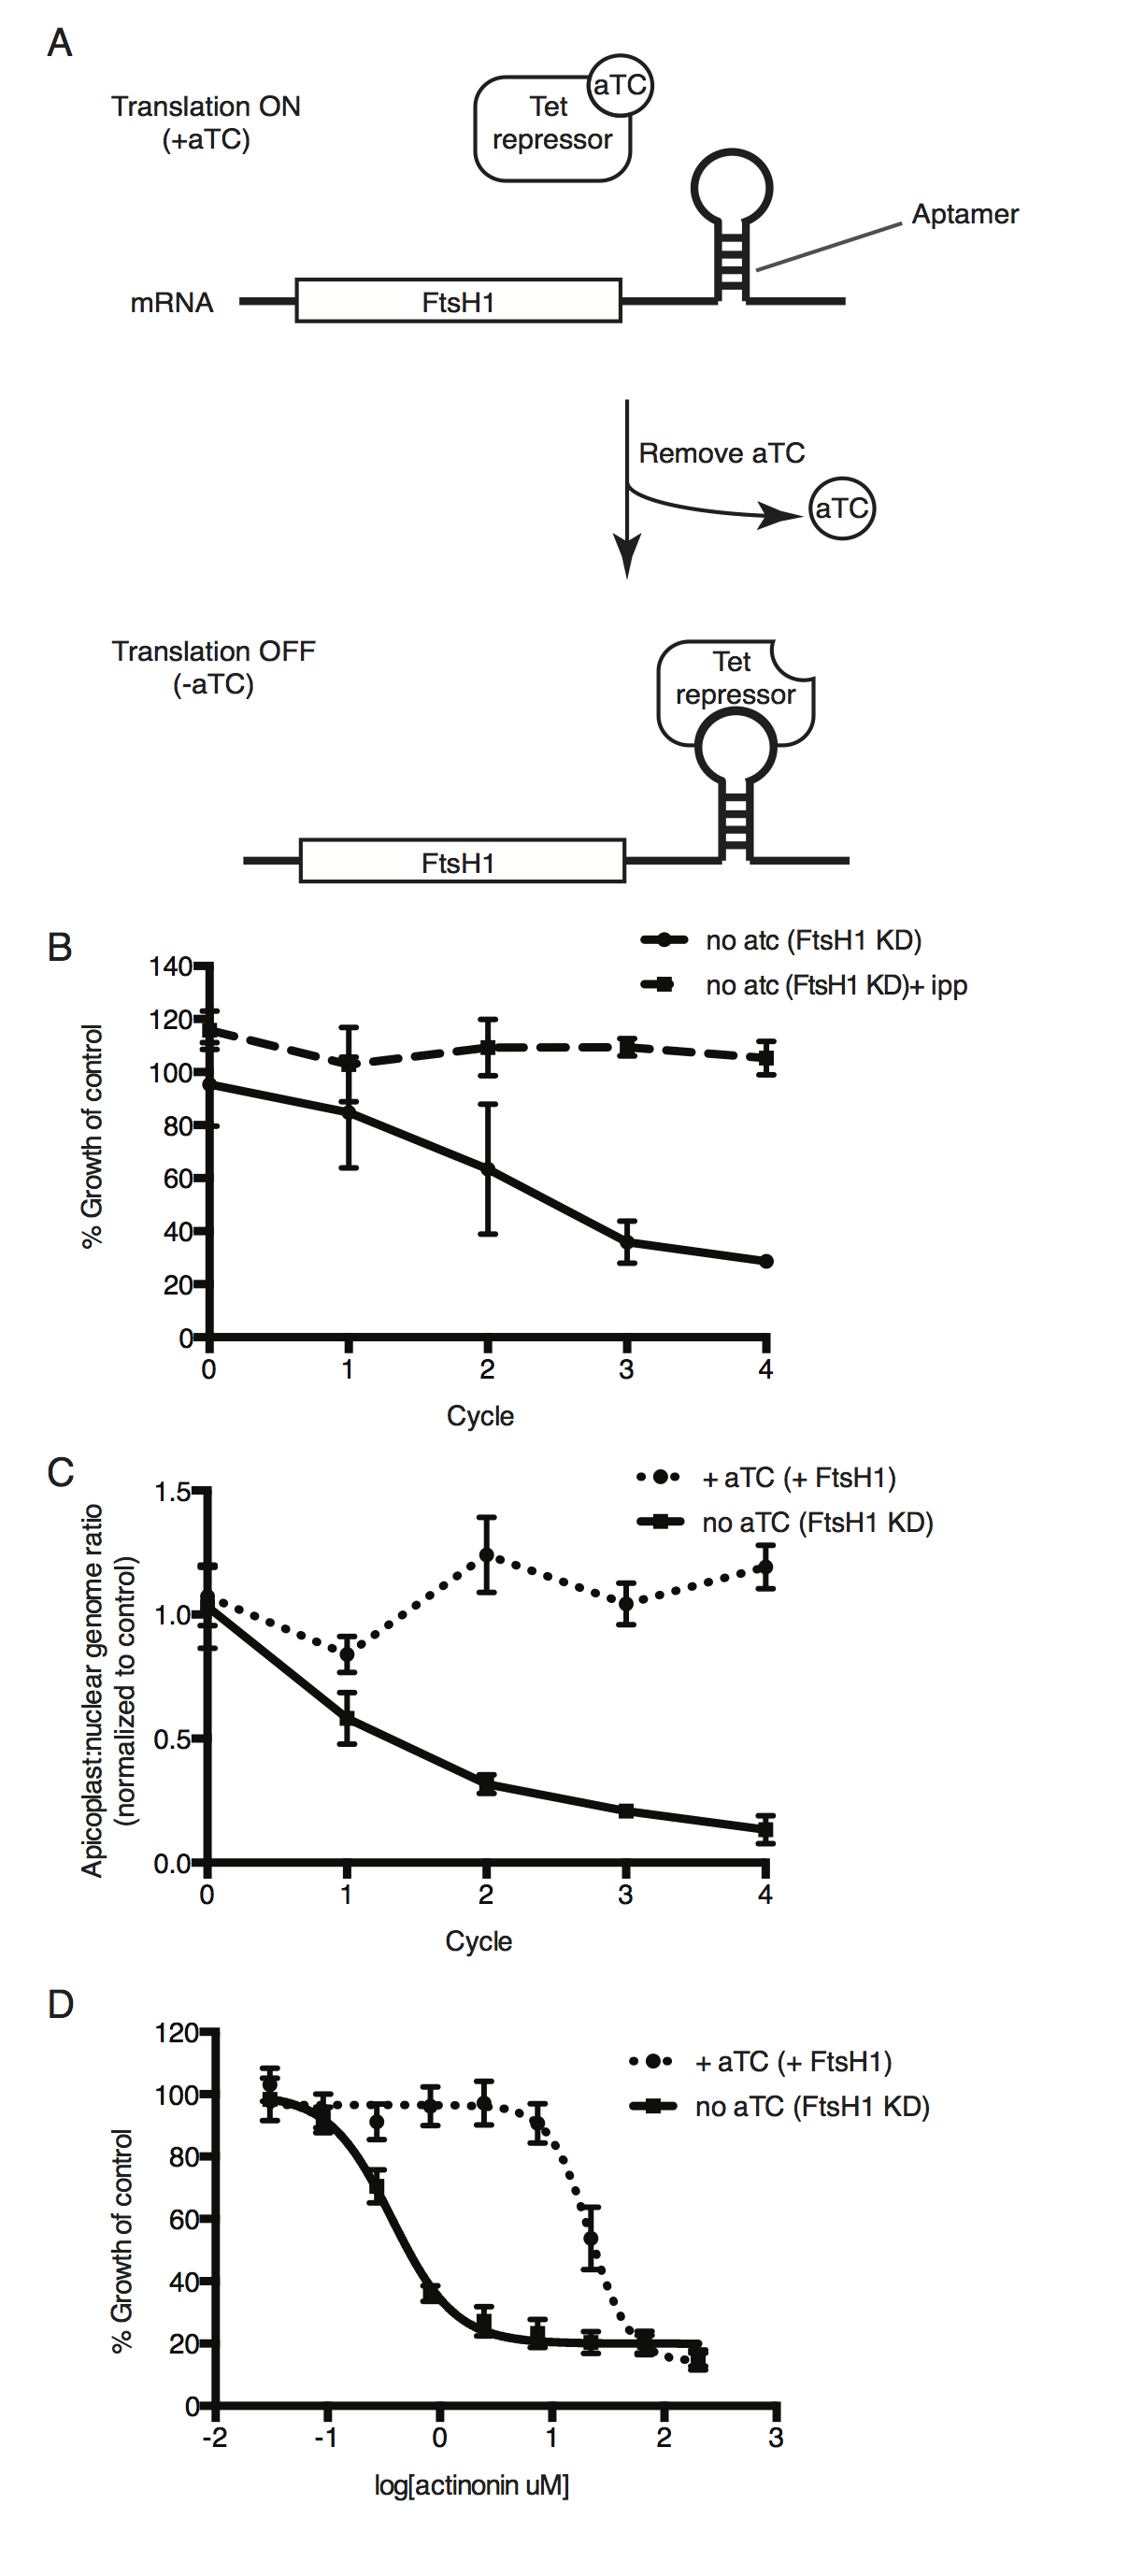 A
Translation ON
(+aTC)
aTC
Tet
repressor
Aptamer
mRNA
FtsH1
Remove aTC
aTC
Translation OFF
(-aTC)
Tet
repressor
FtsH1
B
no atc (FtsH1 KD)
no atc (FtsH1 KD)+ ipp
% Growth of control
140
120
100
80
60
40
20
0
0 1 2 3 4
Cycle
C
+ aTC (+ FtsH1)
no aTC (FtsH1 KD)
Apicoplast:nuclear genome ratio
(normalized to control)
1.5
1.0
0.5
0.0
0 1 2 3 4
Cycle
D
+ aTC (+ FtsH1)
no aTC (FtsH1 KD)
% Growth of control
120
100
80
60
40
20
0
-2 -1 0 1 2 3
log[actinonin uM]